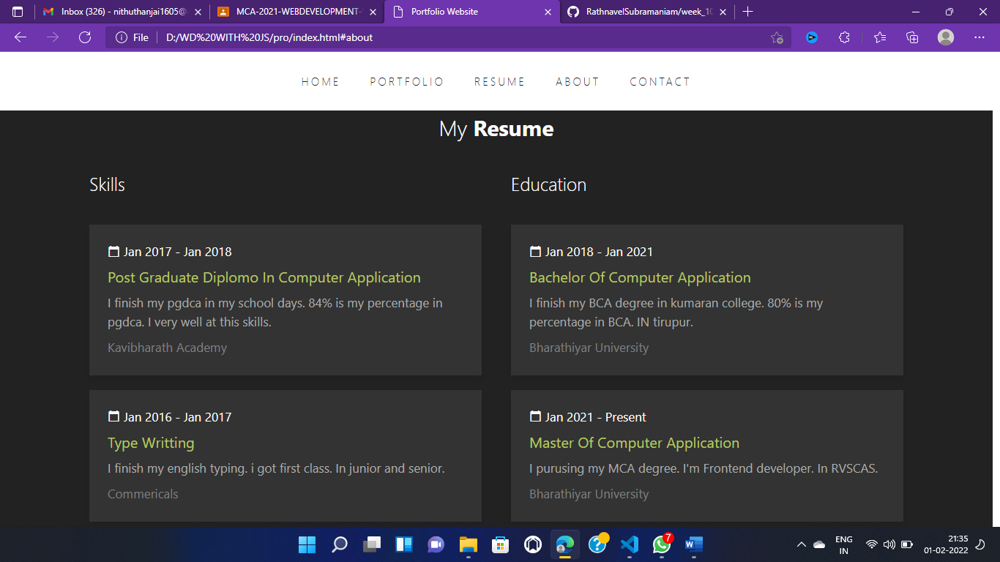 Inbox (326) - nithuthanjai1605@
MCA-2021-WEBDEVELOPMENT-
Portfolio Website
RathnavelSubramaniam/week_10
File
D:/WD%20WITH%20JS/pro/index.html#about
HOME PORTFOLIO RESUME ABOUT CONTACT
My Resume
Skills
Jan 2017 - Jan 2018
Post Graduate Diplomo In Computer Application
I finish my pgdca in my school days. 84% is my percentage in
pgdca. I very well at this skills.
Kavibharath Academy
Jan 2016 - Jan 2017
Type Writting
I finish my english typing. i got first class. In junior and senior.
Commericals
Education
Jan 2018 - Jan 2021
Bachelor Of Computer Application
I finish my BCA degree in kumaran college. 80% is my
percentage in BCA. IN tirupur.
Bharathiyar University
Jan 2021 - Present
Master Of Computer Application
I purusing my MCA degree. I'm Frontend developer. In RVSCAS.
Bharathiyar University
7
ENG
IN
21:35
01-02-2022